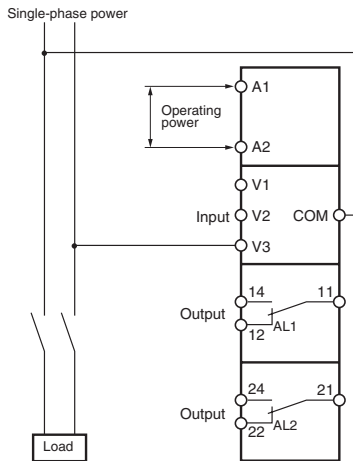 Single-phase power
A1
Operating
power
A2
V1
Input V2 COM
V3
14 11
Output
12 AL1
24 21
Output
22 AL2
Load